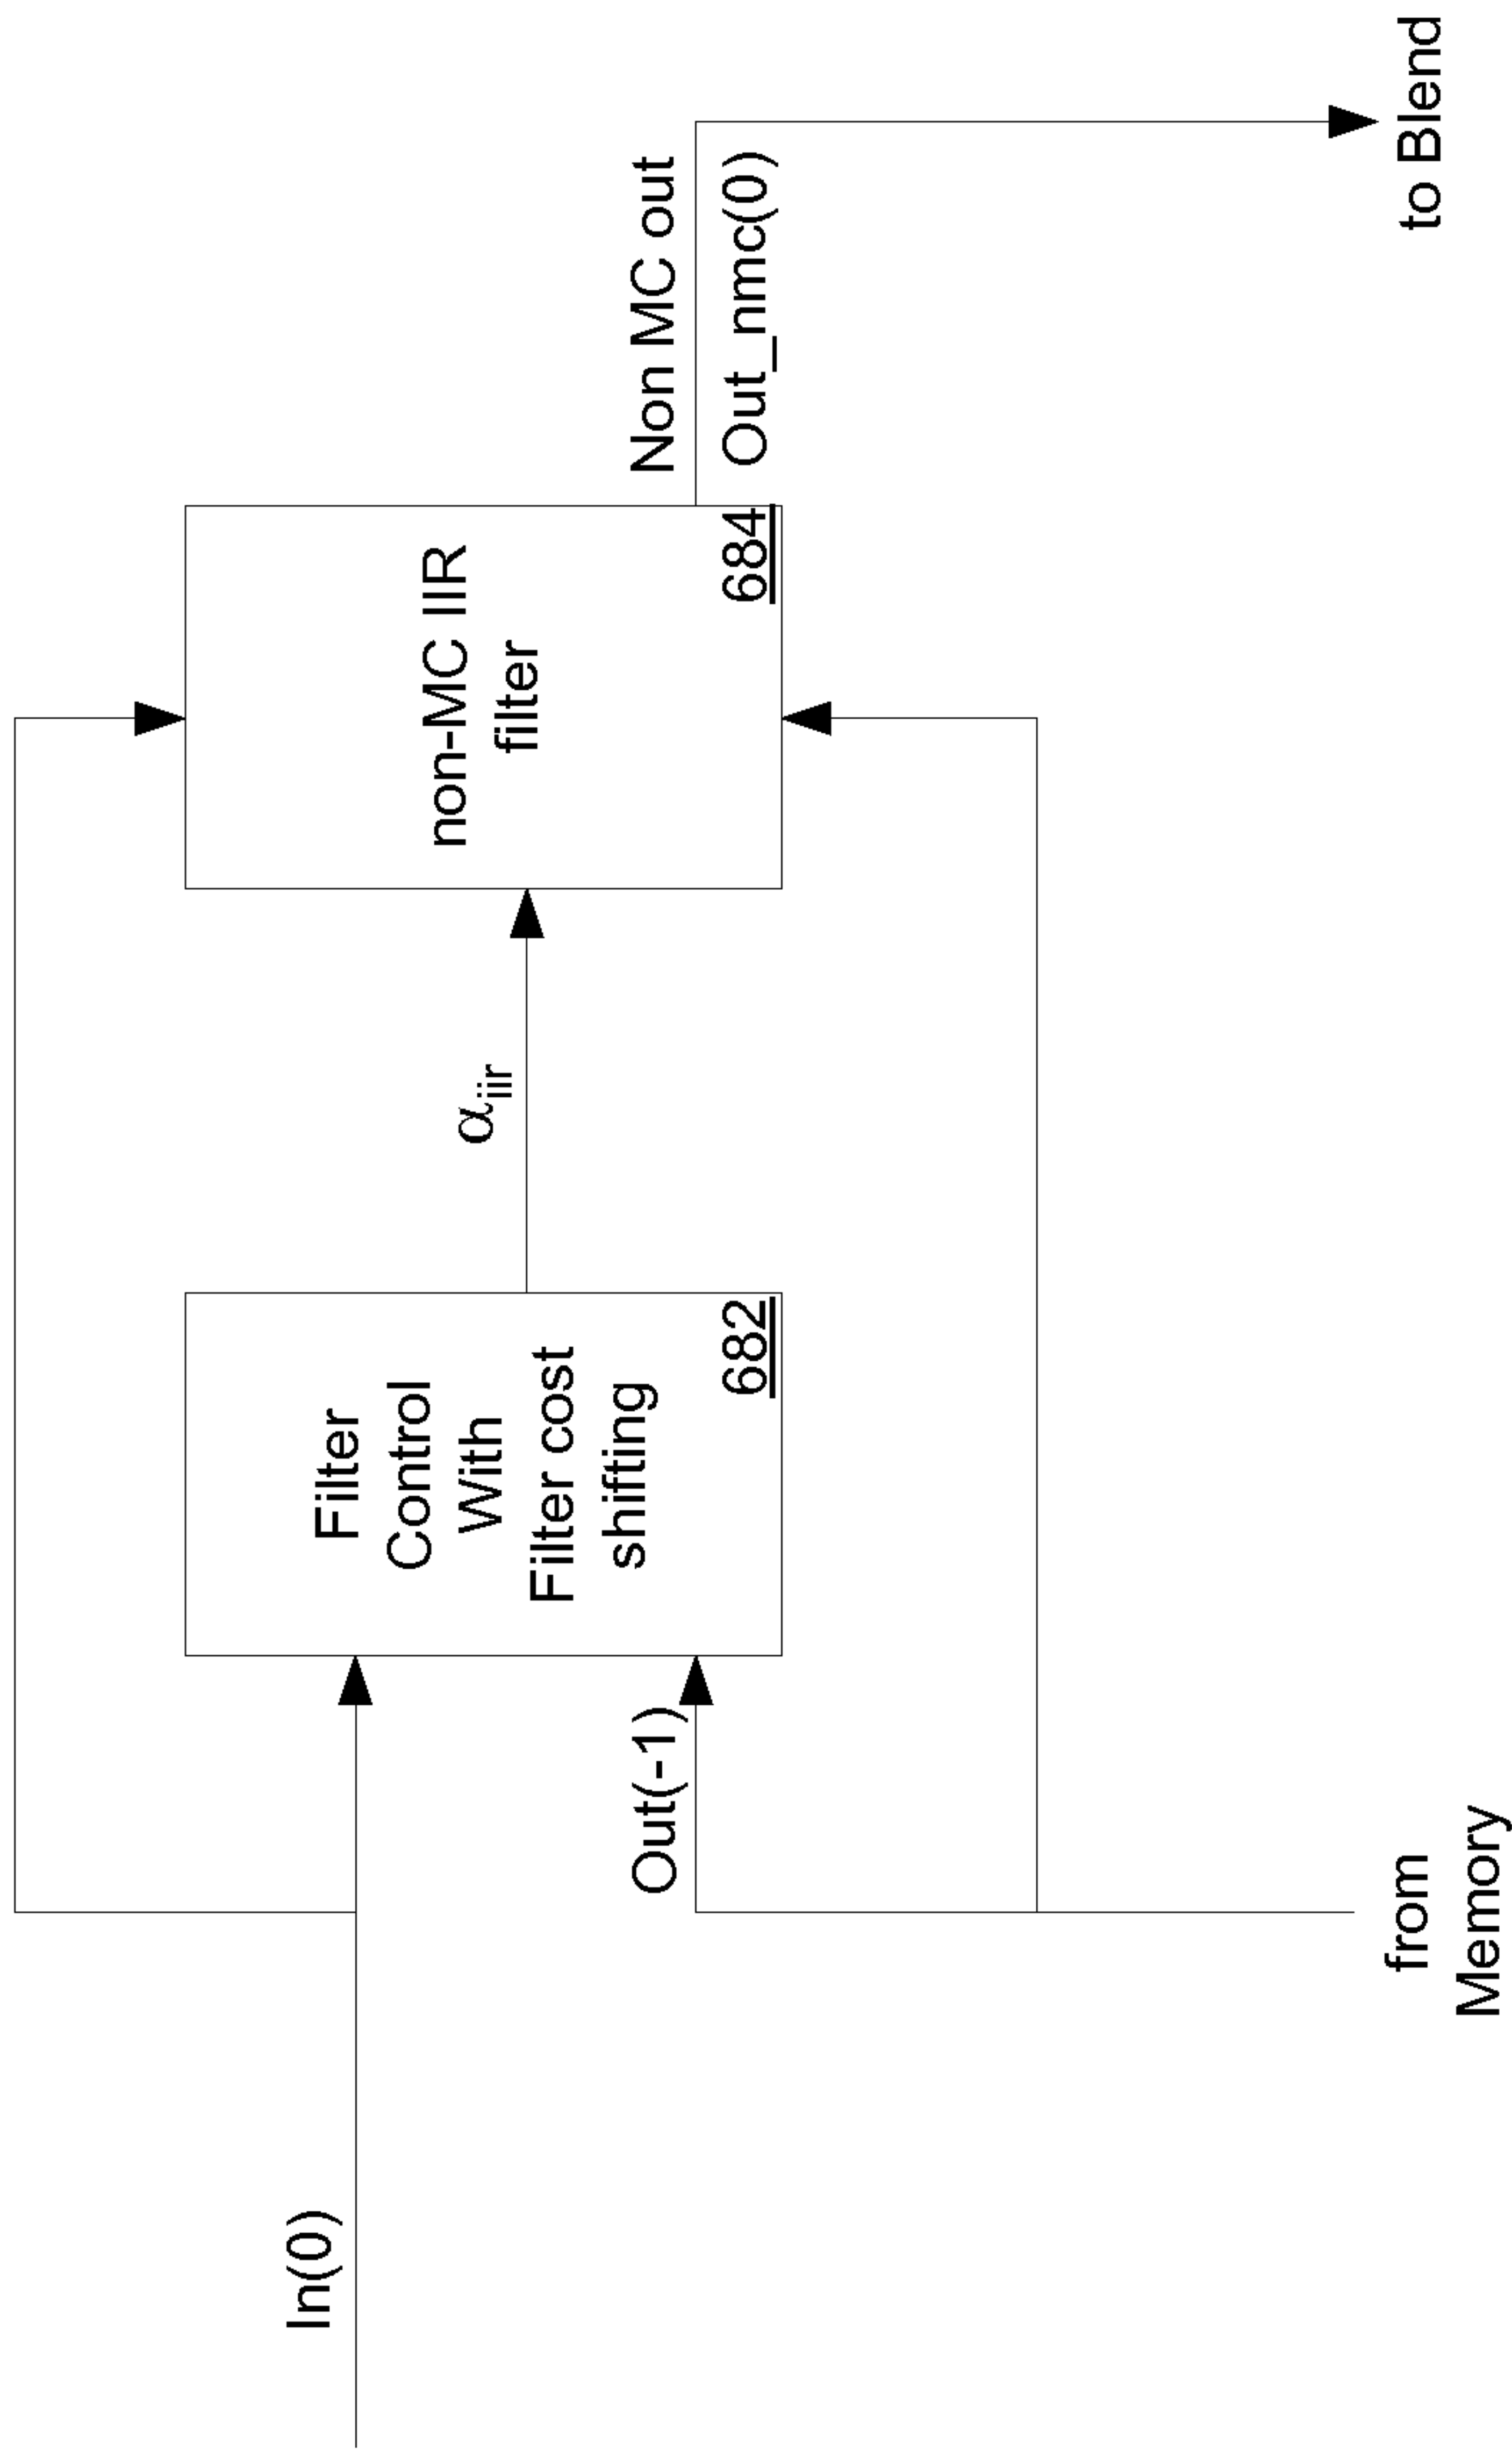 In(0)
Out(-1)
from
Memory
Filter
Control
With
Filter cost
shifting
682
αiir
non-MC IIR
filter
684
Non MC out
Out_nmc(0)
to Blend